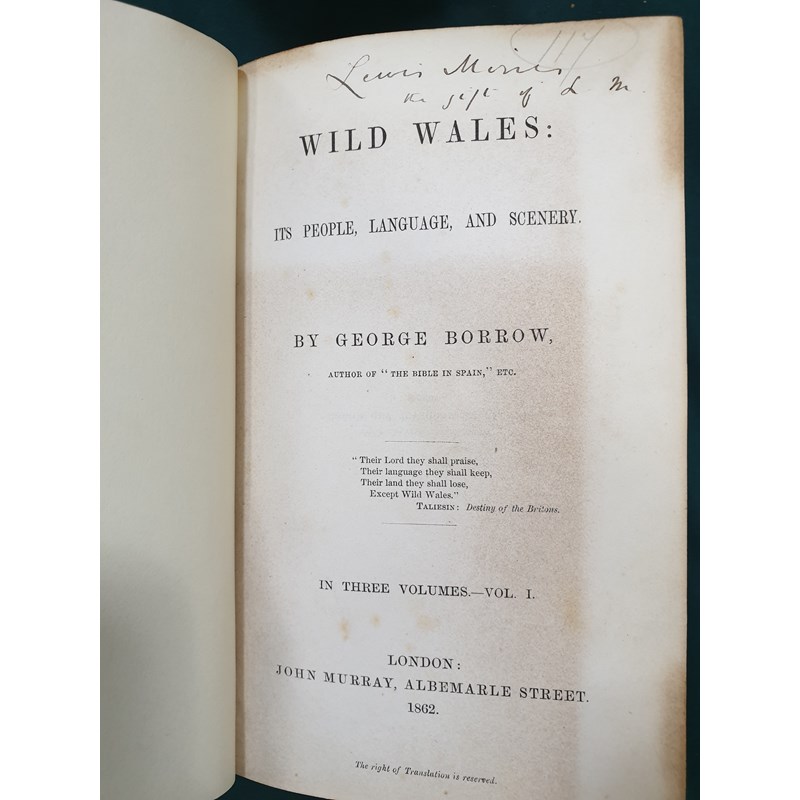 117
Lewis Morris
the gift of L M.
WILD WALES:
ITS PEOPLE, LANGUAGE, AND SCENERY.
BY GEORGE BORROW,
AUTHOR OF "THE BIBLE IN SPAIN," ETC.
"Their Lord they shall praise,
Their language they shall keep,
Their land they shall lose,
Except Wild Wales."
TALIESIN: Destiny of the Britons.
IN THREE VOLUMES.—VOL. I.
LONDON:
JOHN MURRAY, ALBEMARLE STREET.
1862.
The right of Translation is reserved.